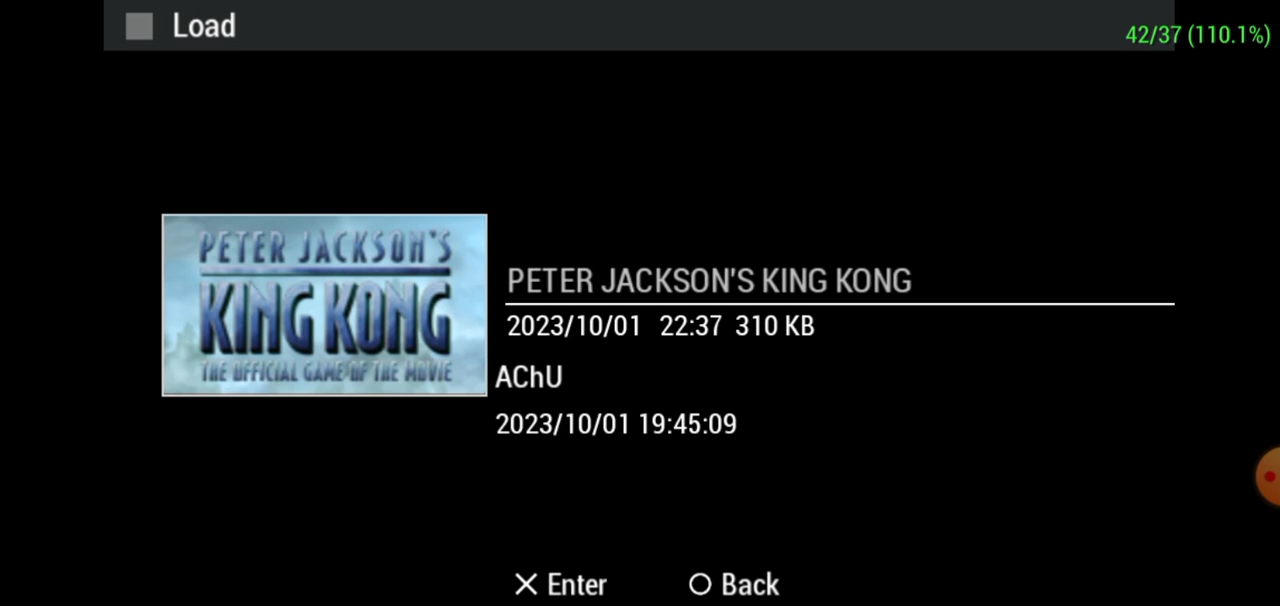 Load
42/37 (110.1%)
PETER JACKSON'S
KING KONG
THE OFFICIAL GAME OF THE MOVIE
PETER JACKSON'S KING KONG
2023/10/01 22:37 310 KB
AChU
2023/10/01 19:45:09
Enter Back